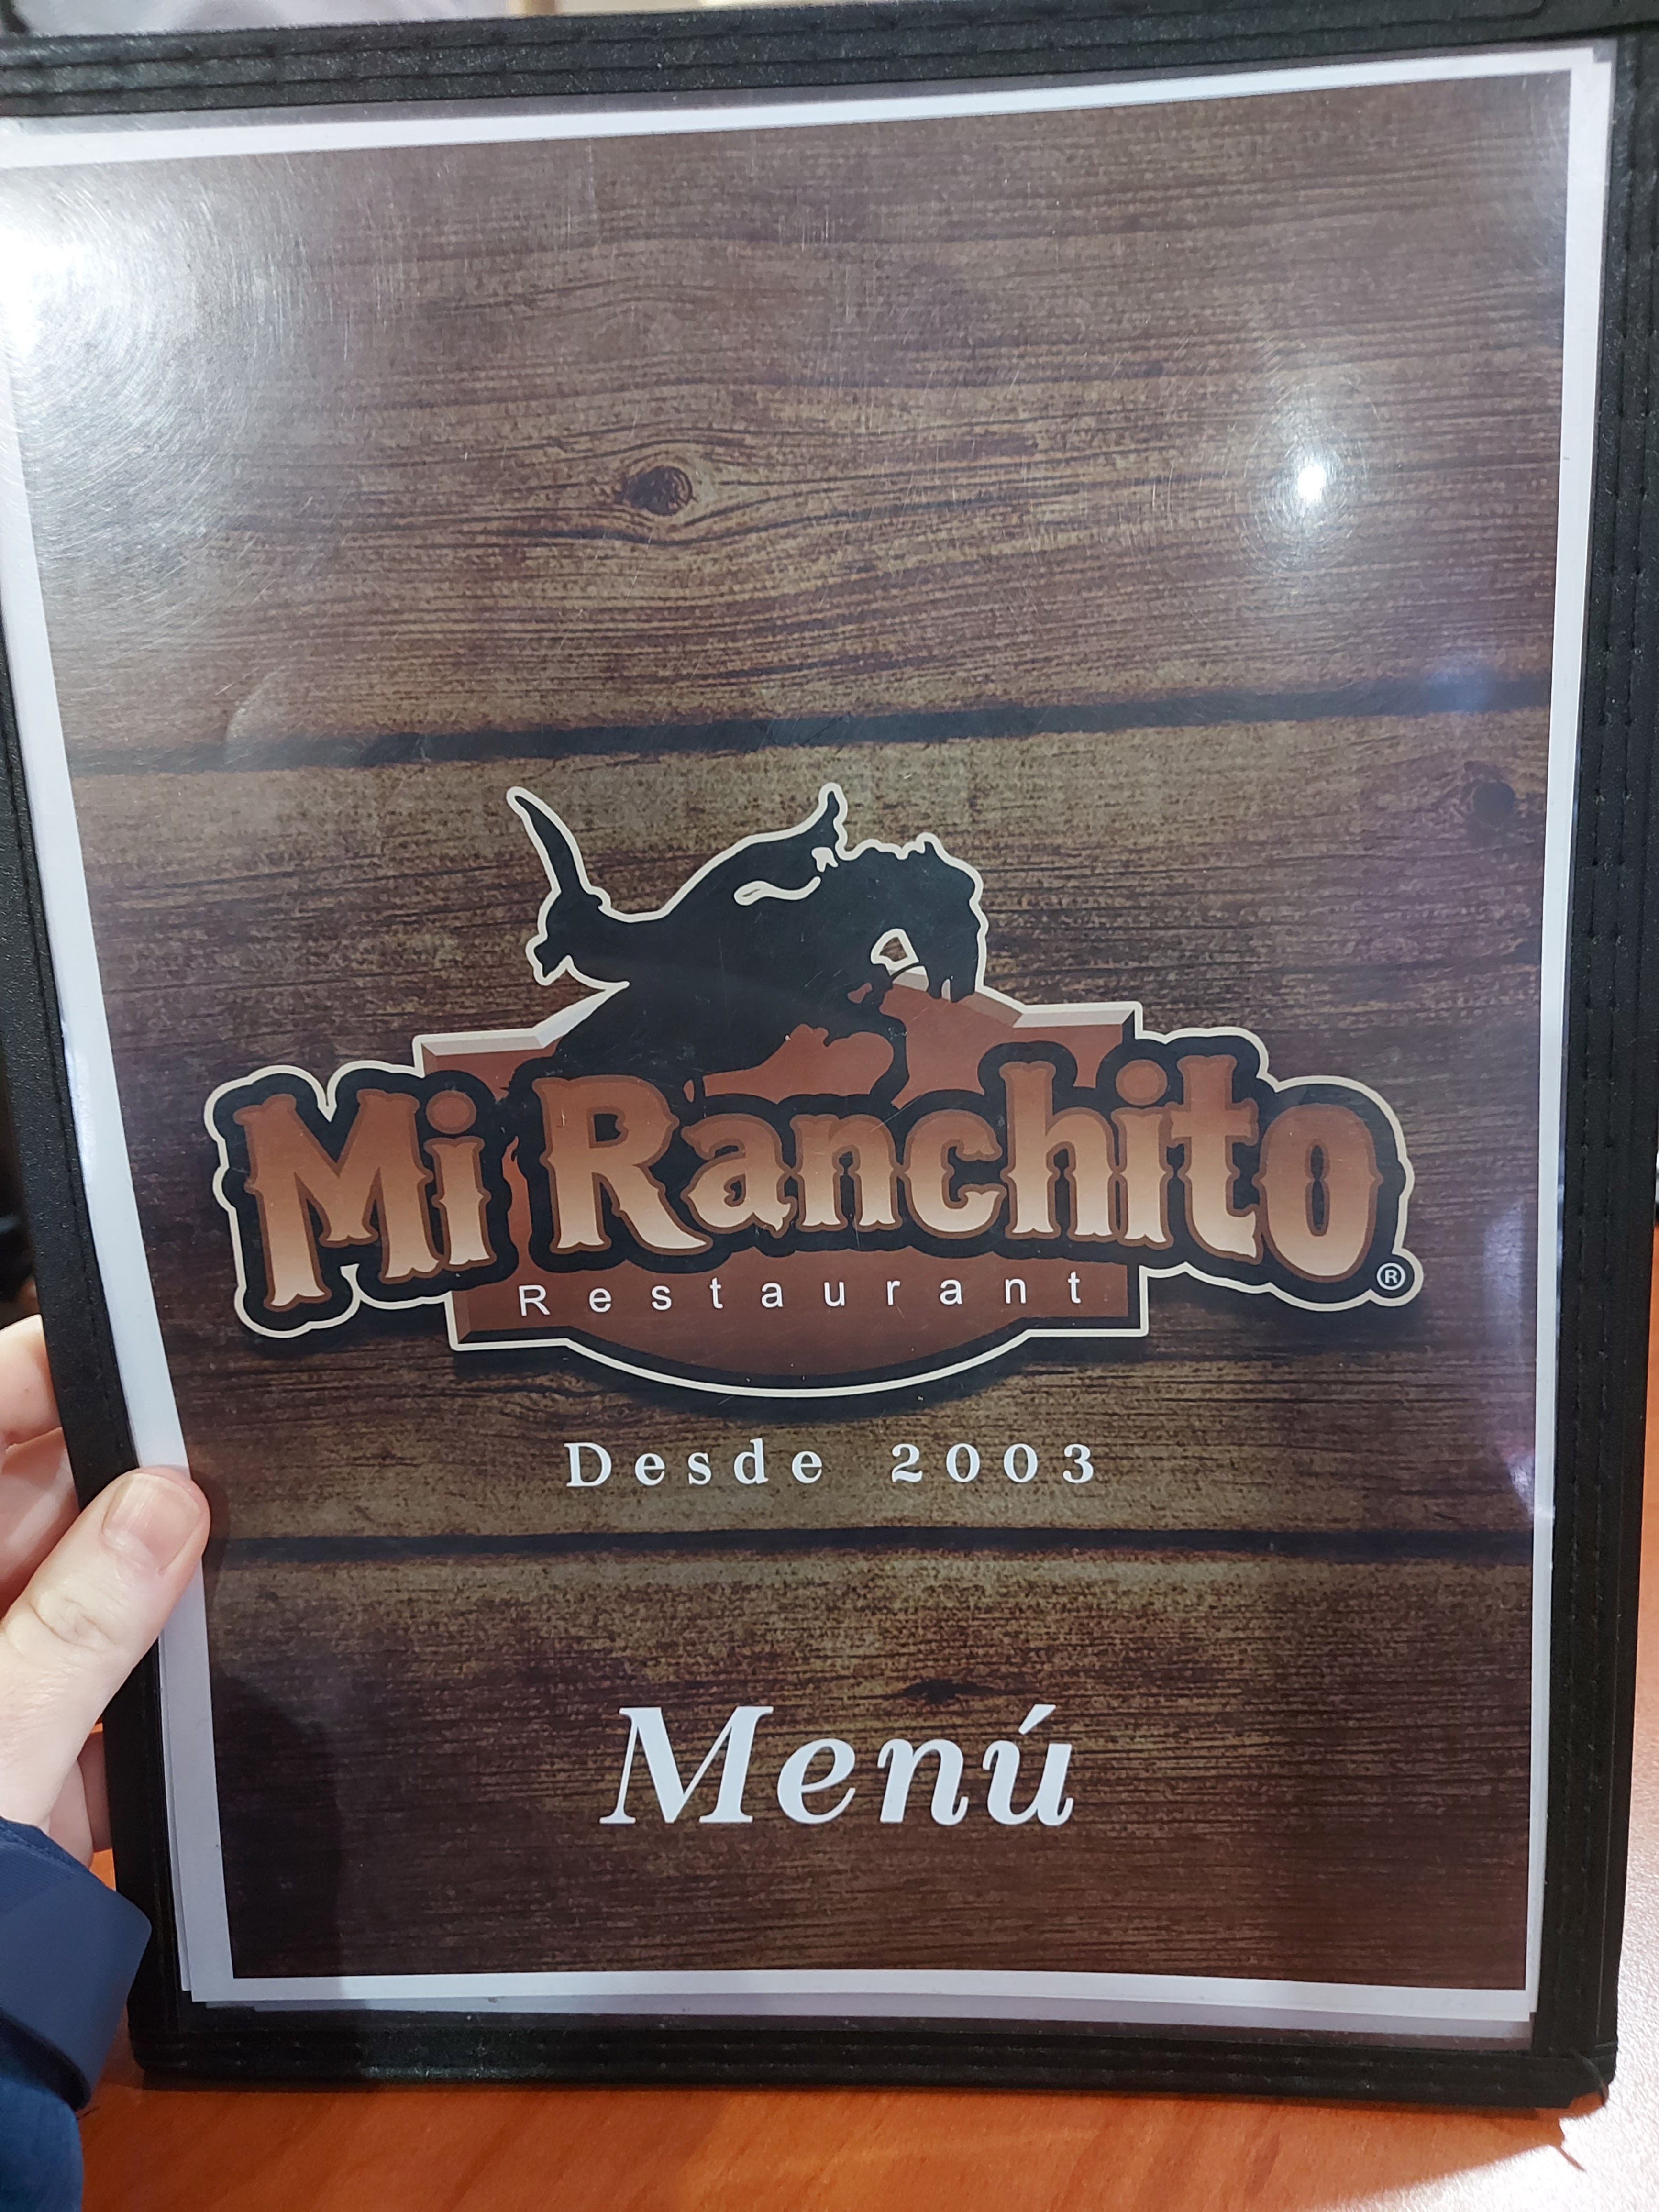 Mi Ranchito®
Restaurant
Desde 2003
Menú